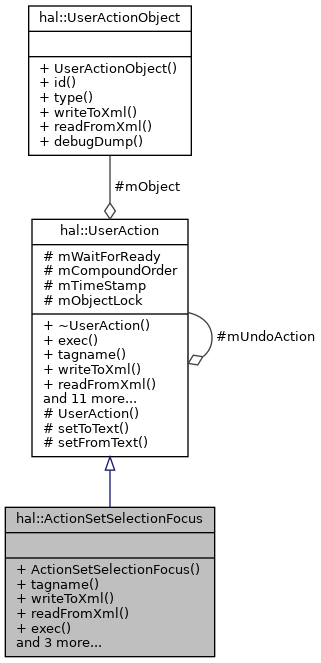 hal::UserActionObject
+ UserActionObject()
+ id()
+ type()
+ writeToXml()
+ readFromXml()
+ debugDump()
#mObject
hal::UserAction
# mWaitForReady
# mCompoundOrder
# mTimeStamp
# mObjectLock
+ ~UserAction()
+ exec()
+ tagname()
+ writeToXml()
+ readFromXml()
and 11 more...
# UserAction()
# setToText()
# setFromText()
#mUndoAction
hal::ActionSetSelectionFocus
+ ActionSetSelectionFocus()
+ tagname()
+ writeToXml()
+ readFromXml()
+ exec()
and 3 more...